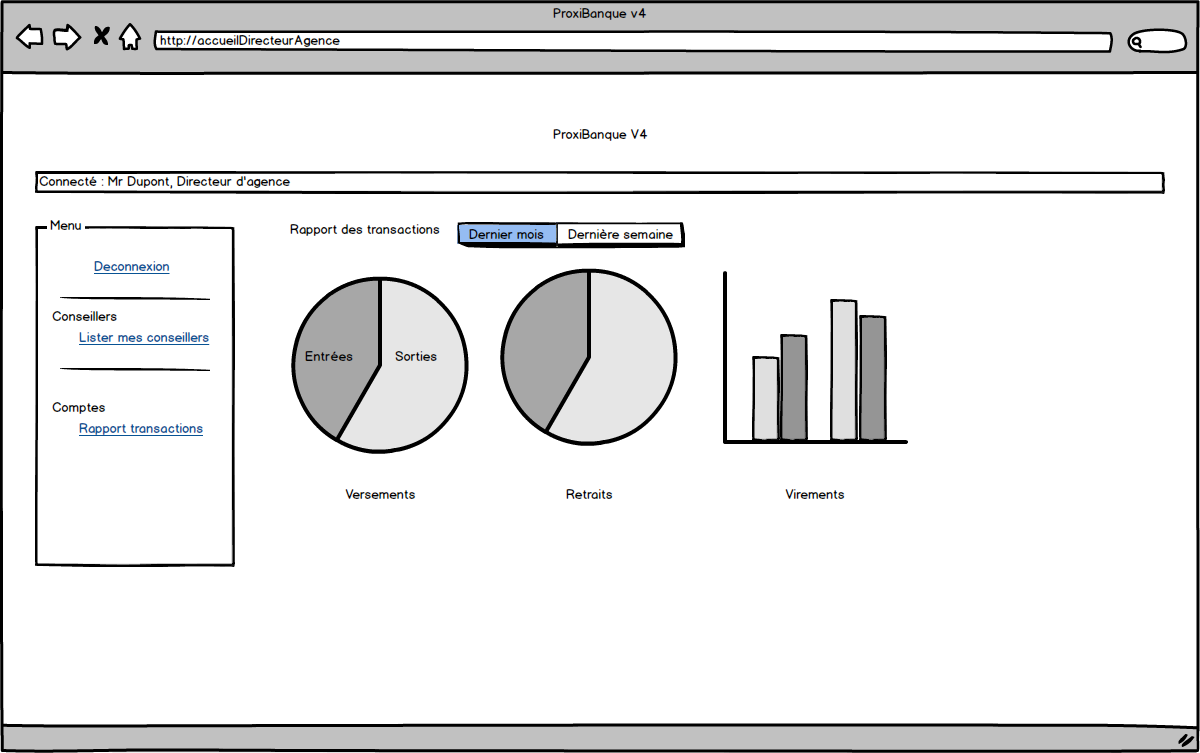 ProxiBanque v4
http://accueilDirecteurAgence
ProxiBanque V4
Connecté : Mr Dupont, Directeur d'agence
Menu
Deconnexion
Conseillers
Lister mes conseillers
Comptes
Rapport transactions
Rapport des transactions
Dernier mois
Dernière semaine
Entrées
Sorties
Versements
Retraits
Virements